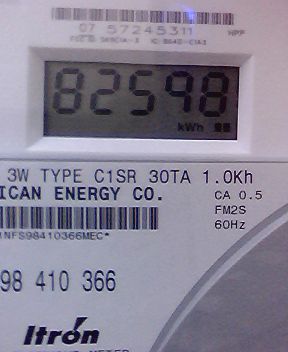 07 57245311
82598
kWh
3W TYPE C1SR 30TA 1.0Kh
ICAN ENERGY CO.
CA 0.5
FM2S
60Hz
NFS98410366MEC*
98 410 366
Itron